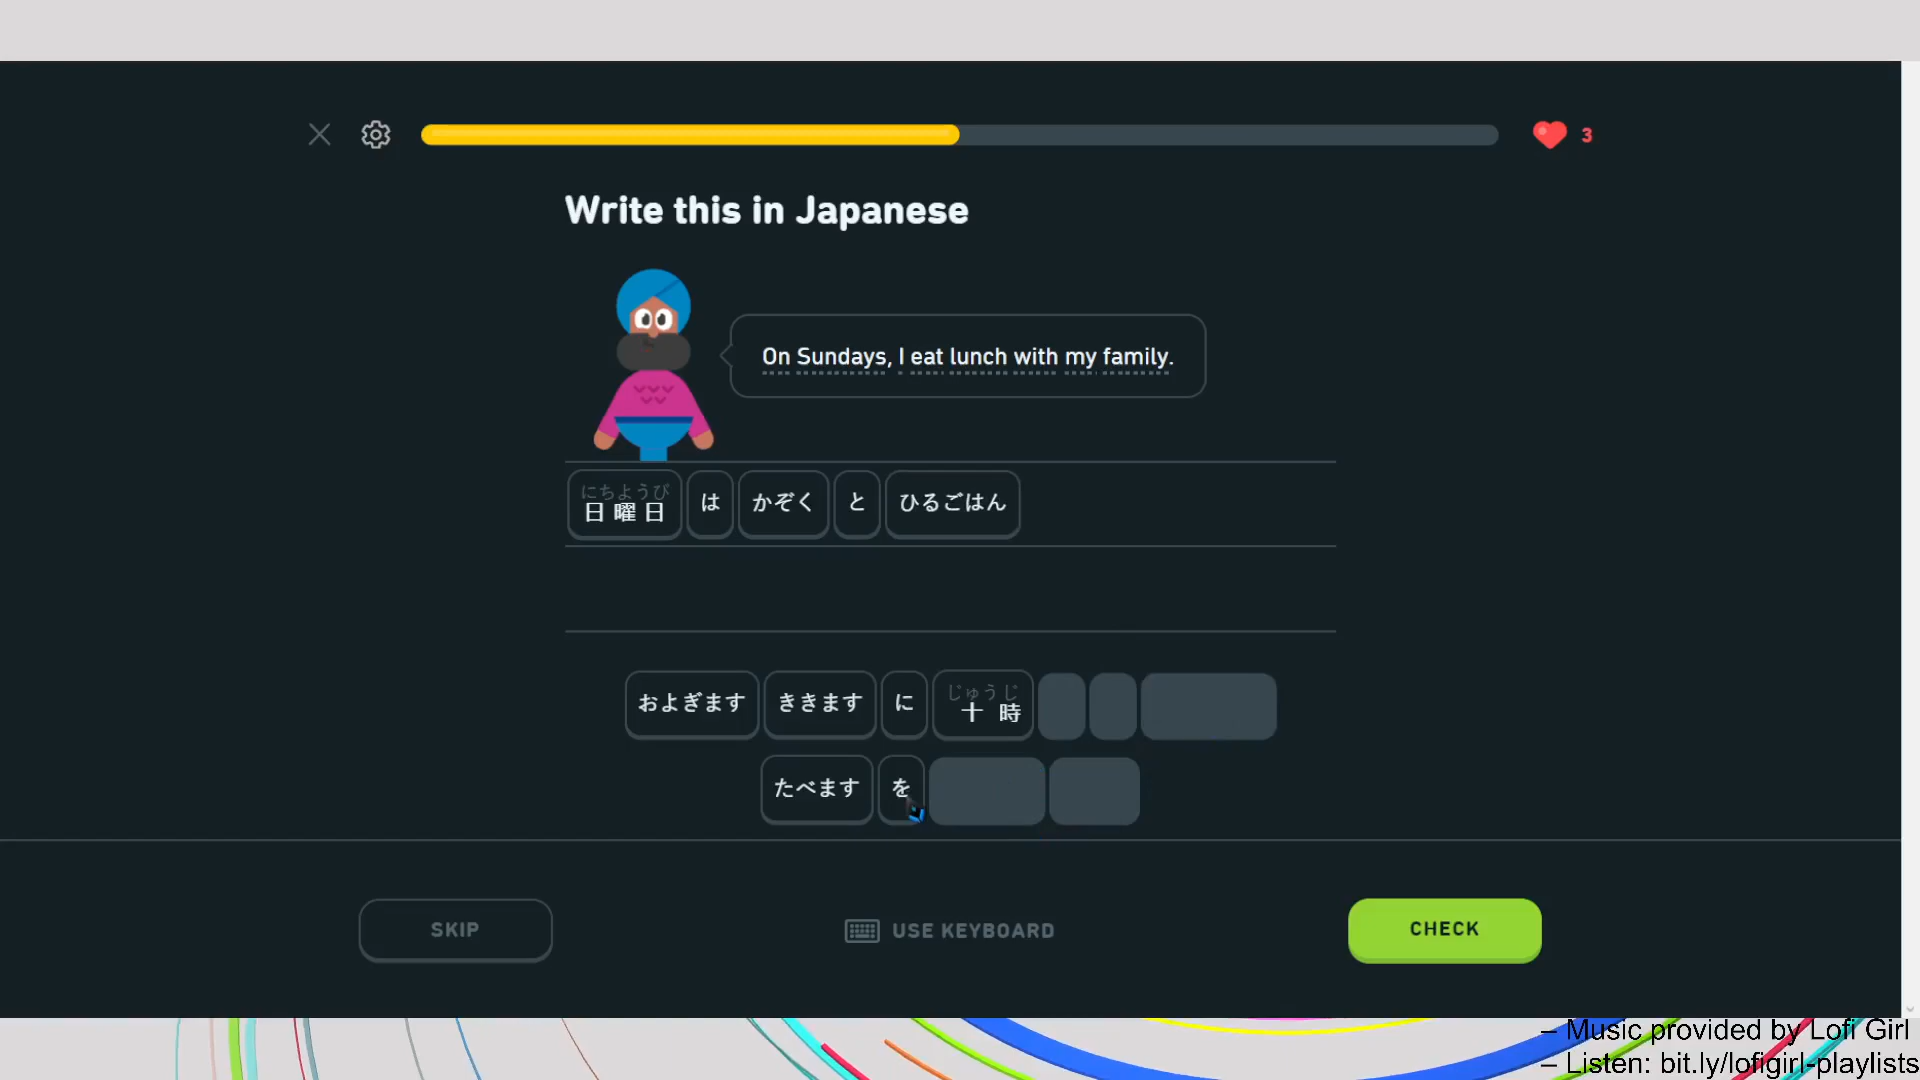 3
Write this in Japanese
On Sundays, I eat lunch with my family.
にちようび
日曜日 は かぞく と ひるごはん
じゅうじ
およぎます ききます に 十時
たべます を
SKIP USE KEYBOARD CHECK
– Music provided by Lofi Girl
– Listen: bit.ly/lofigirl-playlists